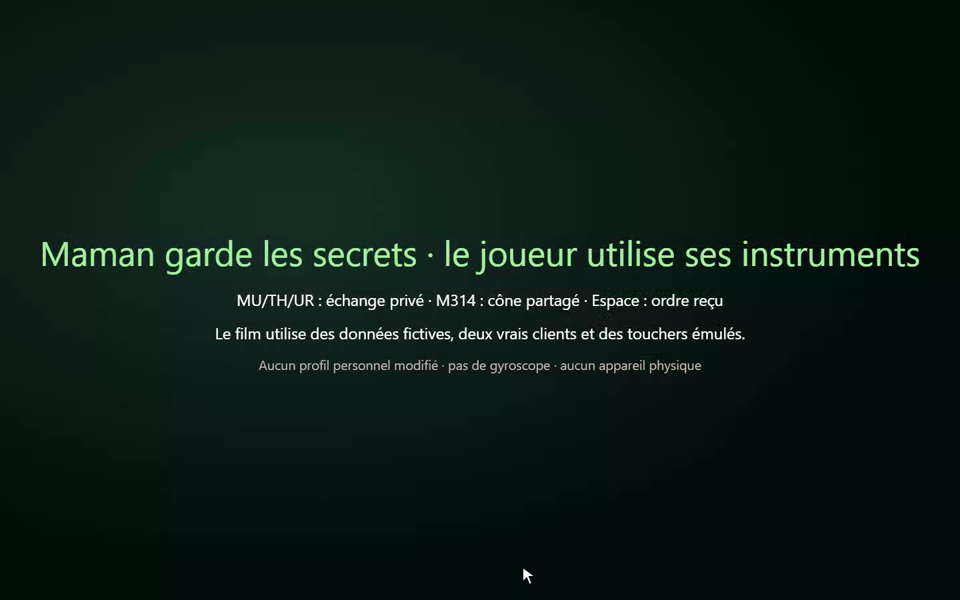 Maman garde les secrets · le joueur utilise ses instruments
MU/TH/UR : échange privé · M314 : cône partagé · Espace : ordre reçu
Le film utilise des données fictives, deux vrais clients et des touchers émulés.
Aucun profil personnel modifié · pas de gyroscope · aucun appareil physique